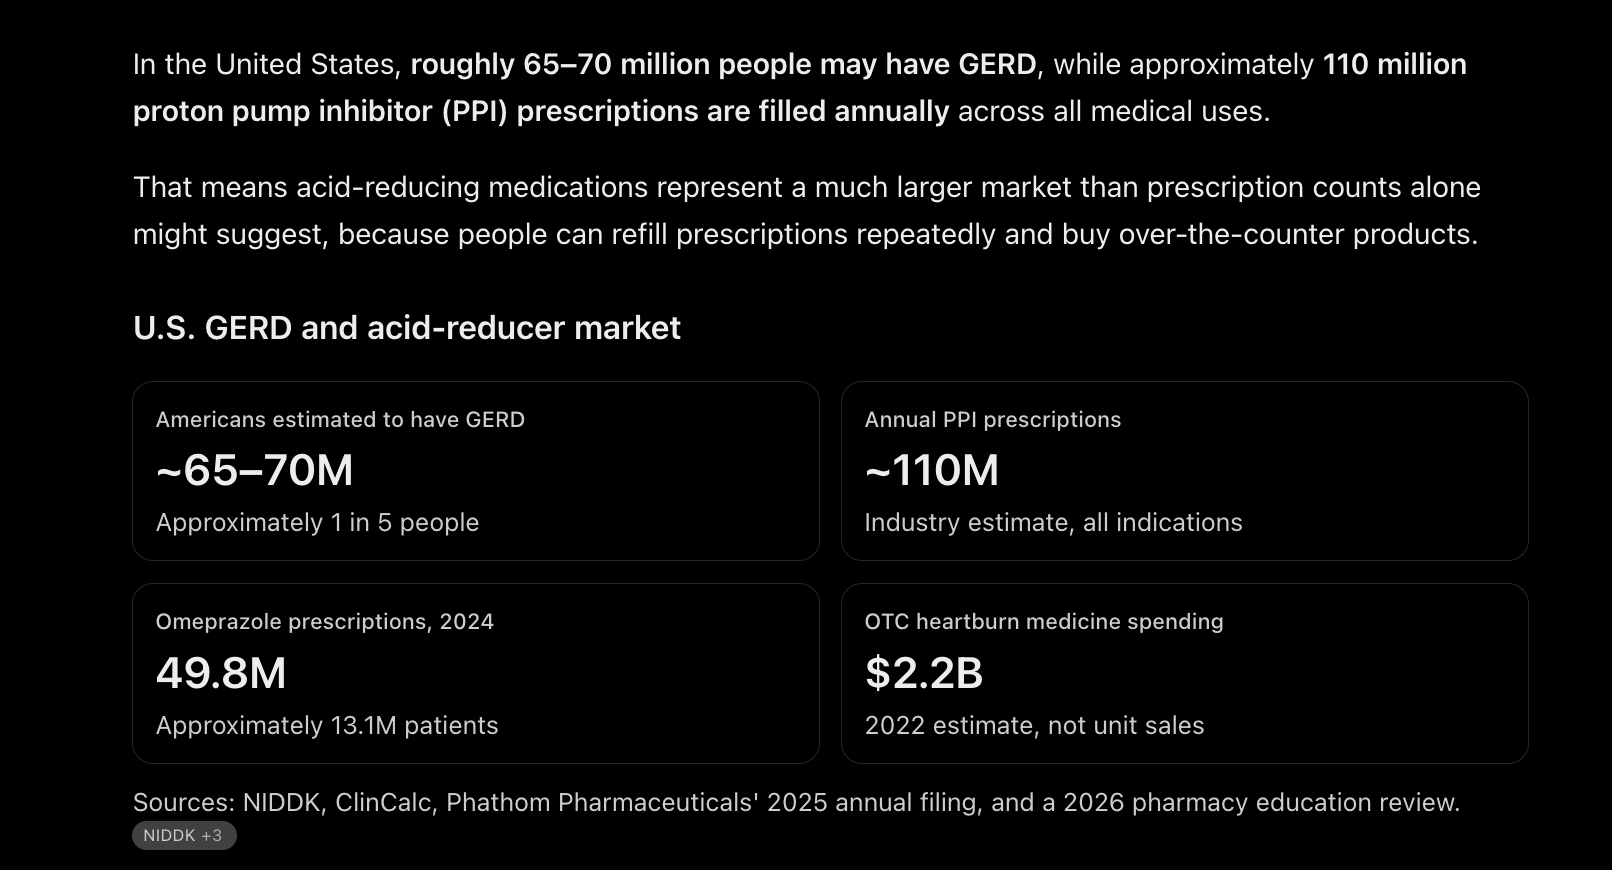 In the United States, roughly 65–70 million people may have GERD, while approximately 110 million
proton pump inhibitor (PPI) prescriptions are filled annually across all medical uses.
That means acid-reducing medications represent a much larger market than prescription counts alone
might suggest, because people can refill prescriptions repeatedly and buy over-the-counter products.
U.S. GERD and acid-reducer market
Americans estimated to have GERD
~65–70M
Approximately 1 in 5 people
Annual PPI prescriptions
~110M
Industry estimate, all indications
Omeprazole prescriptions, 2024
49.8M
Approximately 13.1M patients
OTC heartburn medicine spending
$2.2B
2022 estimate, not unit sales
Sources: NIDDK, ClinCalc, Phathom Pharmaceuticals' 2025 annual filing, and a 2026 pharmacy education review.
NIDDK +3